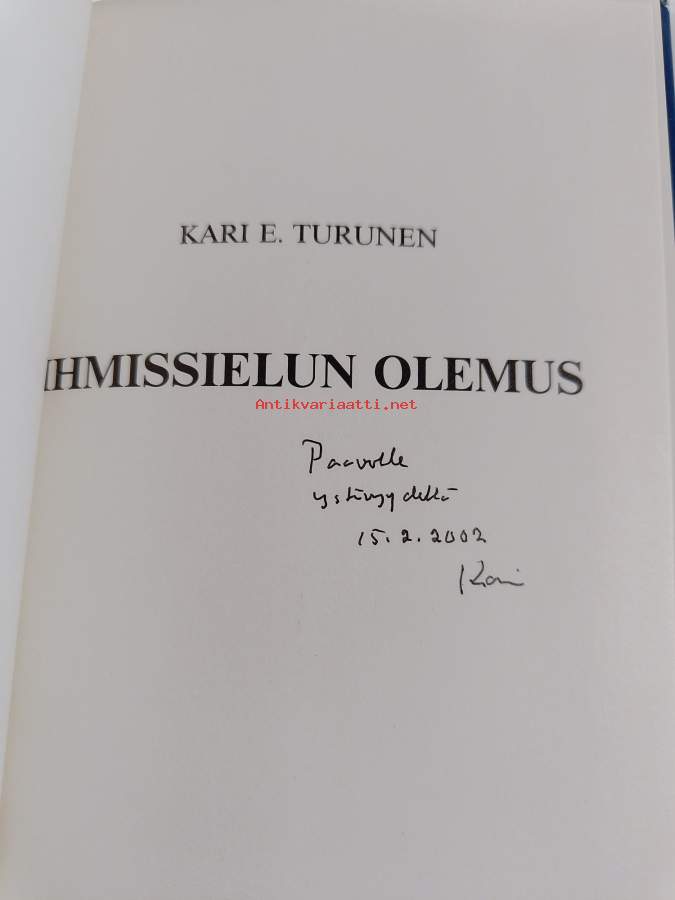 KARI E. TURUNEN
IHMISSIELUN OLEMUS
Antikvariaatti.net
Paavolle
ystävyydellä
15.2.2002
Kari